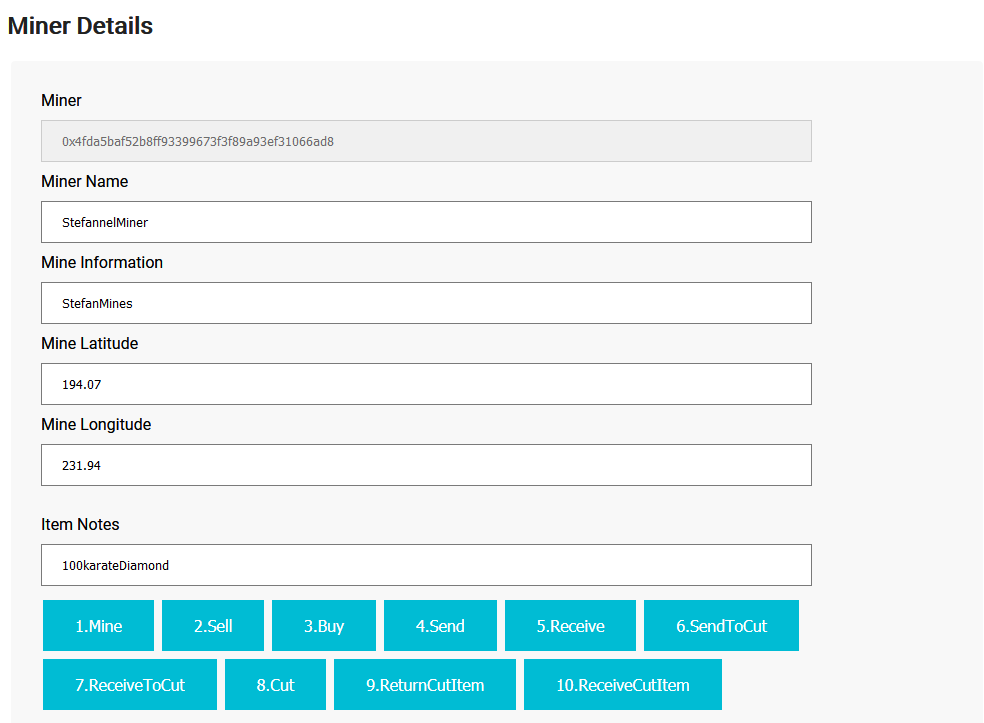 Miner Details
Miner
0x4fda5baf52b8ff93399673f3f89a93ef31066ad8
Miner Name
StefannelMiner
Mine Information
StefanMines
Mine Latitude
194.07
Mine Longitude
231.94
Item Notes
100karateDiamond
1.Mine 2.Sell 3.Buy 4.Send 5.Receive 6.SendToCut
7.ReceiveToCut 8.Cut 9.ReturnCutItem 10.ReceiveCutItem